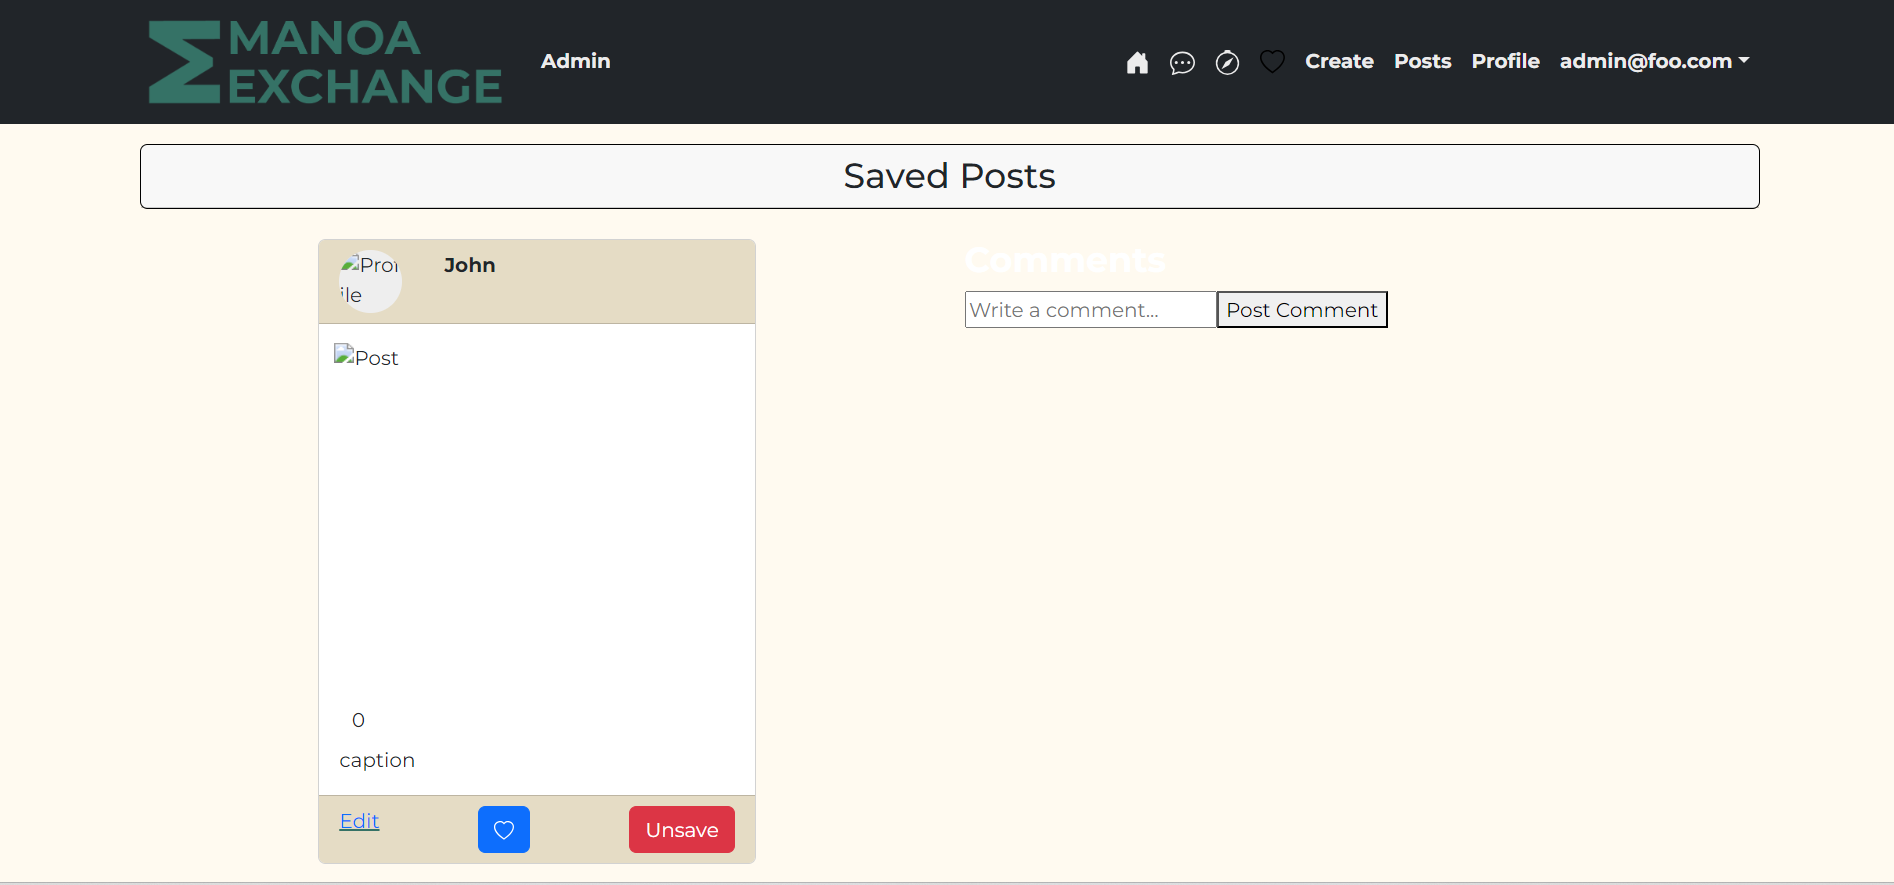 MANOA
EXCHANGE
Admin
Create Posts Profile admin@foo.com
Saved Posts
Profile
John
Post
0
caption
Edit
Unsave
Comments
Write a comment...
Post Comment